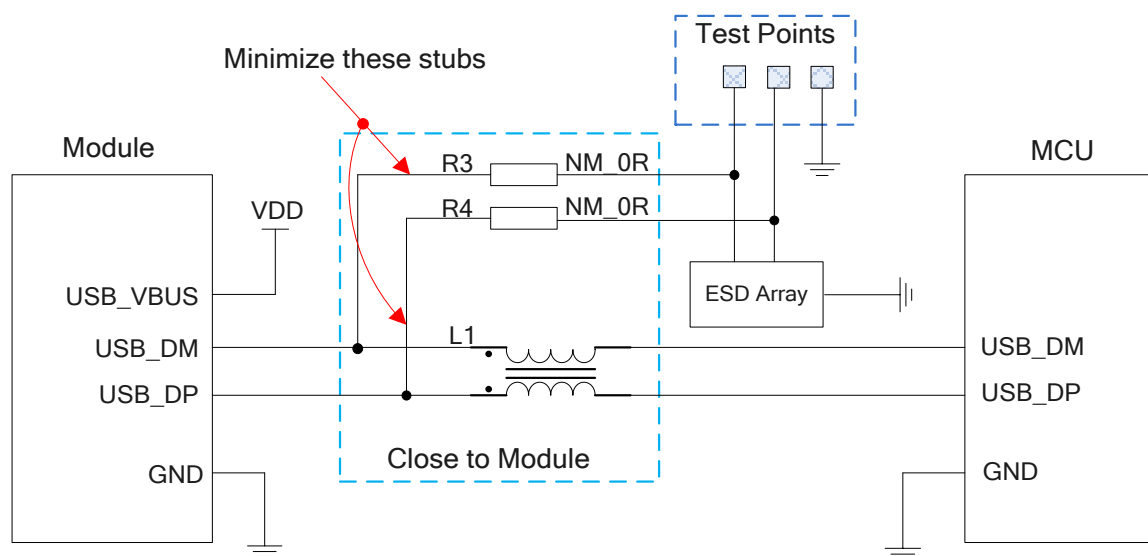 Test Points
Minimize these stubs
Module
MCU
R3
NM_0R
R4
NM_0R
VDD
USB_VBUS
ESD Array
L1
USB_DM
USB_DM
USB_DP
USB_DP
Close to Module
GND
GND